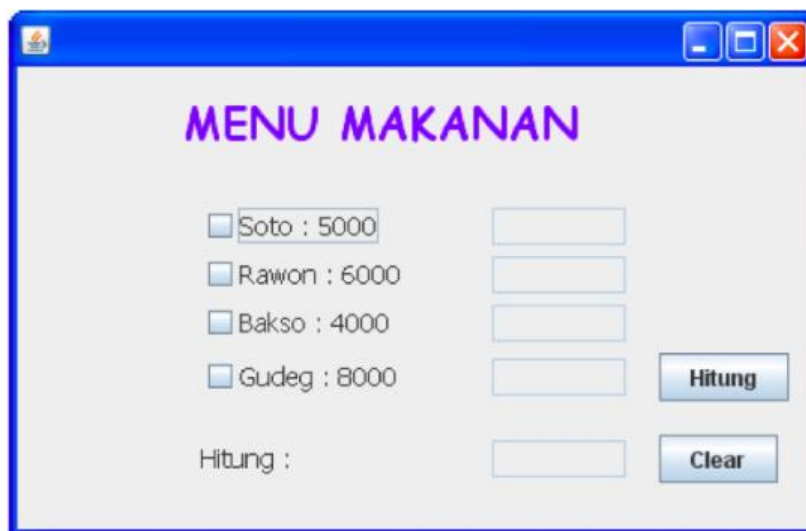 MENU MAKANAN
Soto : 5000
Rawon : 6000
Bakso : 4000
Gudeg : 8000 Hitung
Hitung : Clear